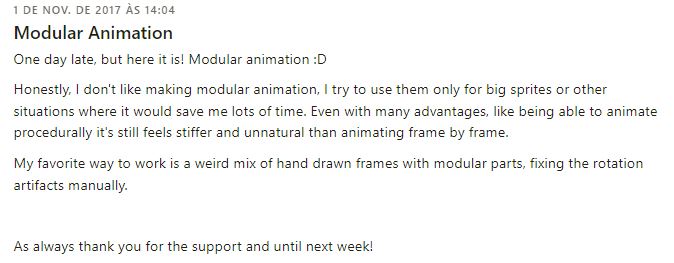 1 DE NOV. DE 2017 ÀS 14:04
Modular Animation
One day late, but here it is! Modular animation :D
Honestly, I don't like making modular animation, I try to use them only for big sprites or other
situations where it would save me lots of time. Even with many advantages, like being able to animate
procedurally it's still feels stiffer and unnatural than animating frame by frame.
My favorite way to work is a weird mix of hand drawn frames with modular parts, fixing the rotation
artifacts manually.
As always thank you for the support and until next week!